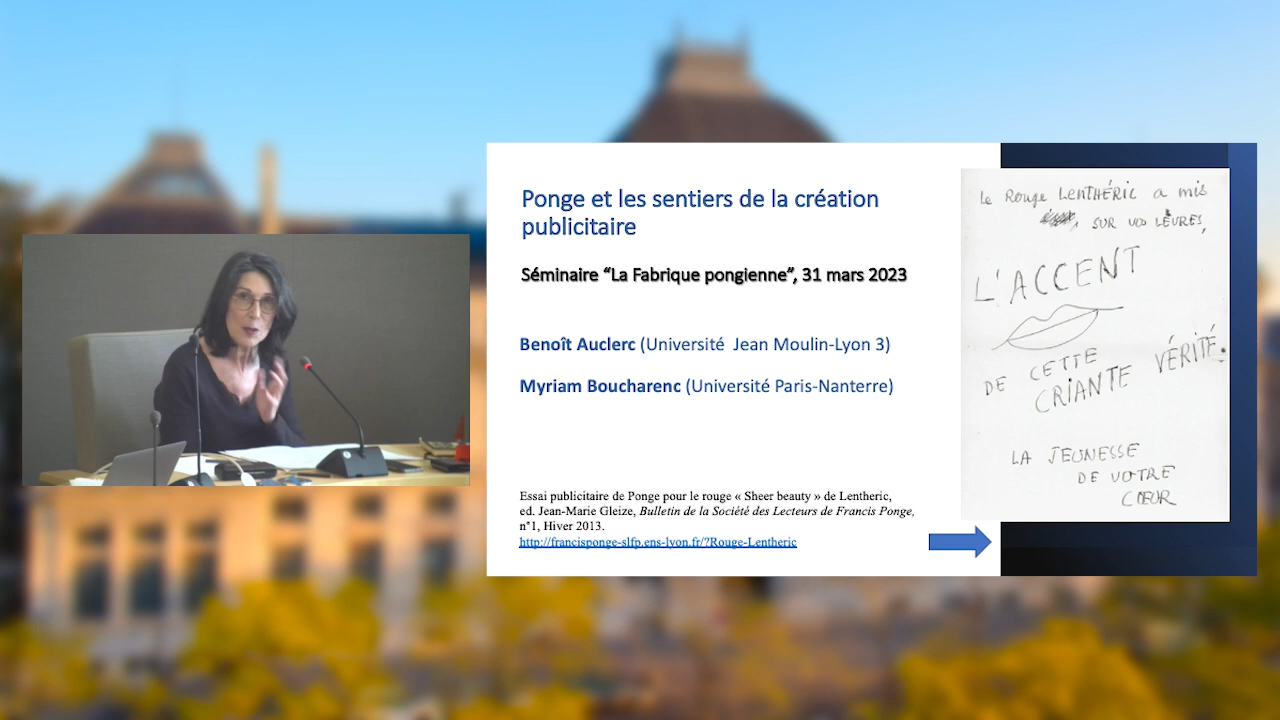 Ponge et les sentiers de la création
publicitaire
Séminaire “La Fabrique pongienne”, 31 mars 2023
Benoît Auclerc (Université Jean Moulin-Lyon 3)
Myriam Boucharenc (Université Paris-Nanterre)
Essai publicitaire de Ponge pour le rouge « Sheer beauty » de Lentheric,
ed. Jean-Marie Gleize, Bulletin de la Société des Lecteurs de Francis Ponge,
n°1, Hiver 2013.
http://francisponge-slfp.ens-lyon.fr/?Rouge-Lentheric
Le Rouge LENTHÉRIC a mis
SUR VOS LÈVRES,
L'ACCENT
DE CETTE
CRIANTE VÉRITÉ.
LA JEUNESSE
DE VOTRE
CŒUR